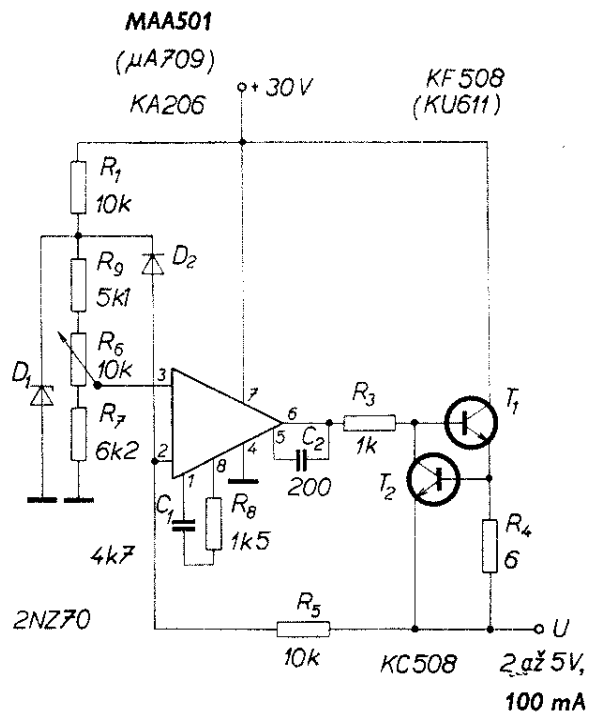 MAA501
(µA709)
KA206
+ 30V
KF508
(KU611)
R1
10k
R9
5k1
D2
R6
10k
D1
R7
6k2
3
2
7
6
5
4
8
1
C2
200
R3
1k
T1
T2
C1
R8
1k5
4k7
R4
6
2NZ70
R5
10k
KC508
U
2 až 5V,
100 mA